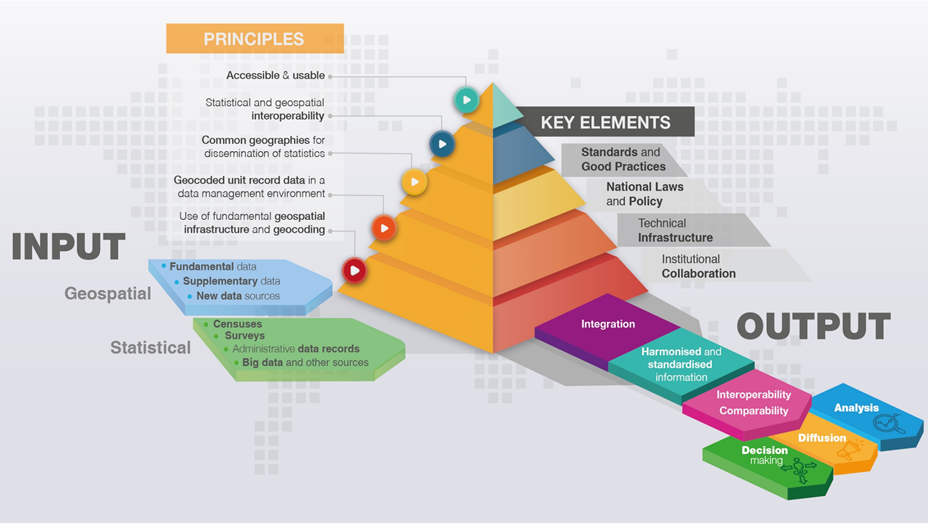 PRINCIPLES
Accessible & usable
Statistical and geospatial
interoperability
Common geographies for
dissemination of statistics
Geocoded unit record data in a
data management environment
Use of fundamental geospatial
infrastructure and geocoding
KEY ELEMENTS
Standards and
Good Practices
National Laws
and Policy
Technical
Infrastructure
Institutional
Collaboration
INPUT
Geospatial
Fundamental data
Supplementary data
New data sources
Statistical
Censuses
Surveys
Administrative data records
Big data and other sources
OUTPUT
Integration
Harmonised and
standardised
information
Interoperability
Comparability
Analysis
Diffusion
Decision
making